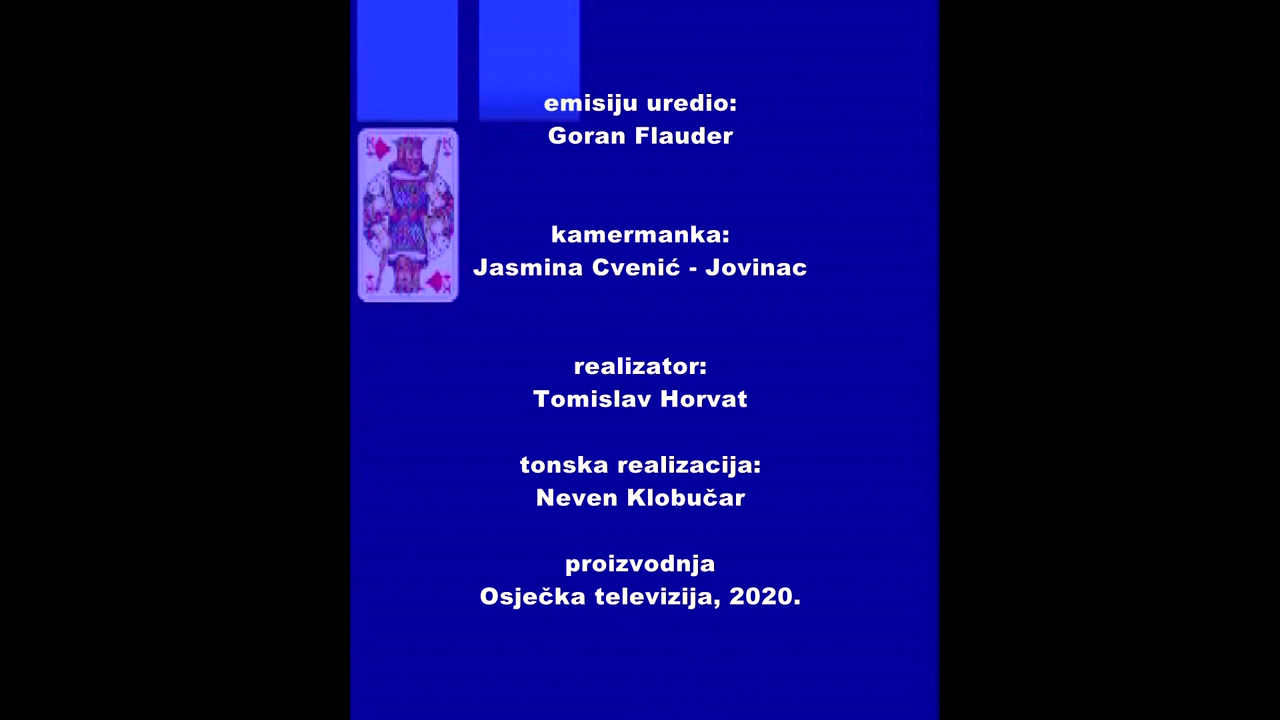 emisiju uredio:
Goran Flauder
kamermanka:
Jasmina Cvenić - Jovinac
realizator:
Tomislav Horvat
tonska realizacija:
Neven Klobučar
proizvodnja
Osječka televizija, 2020.